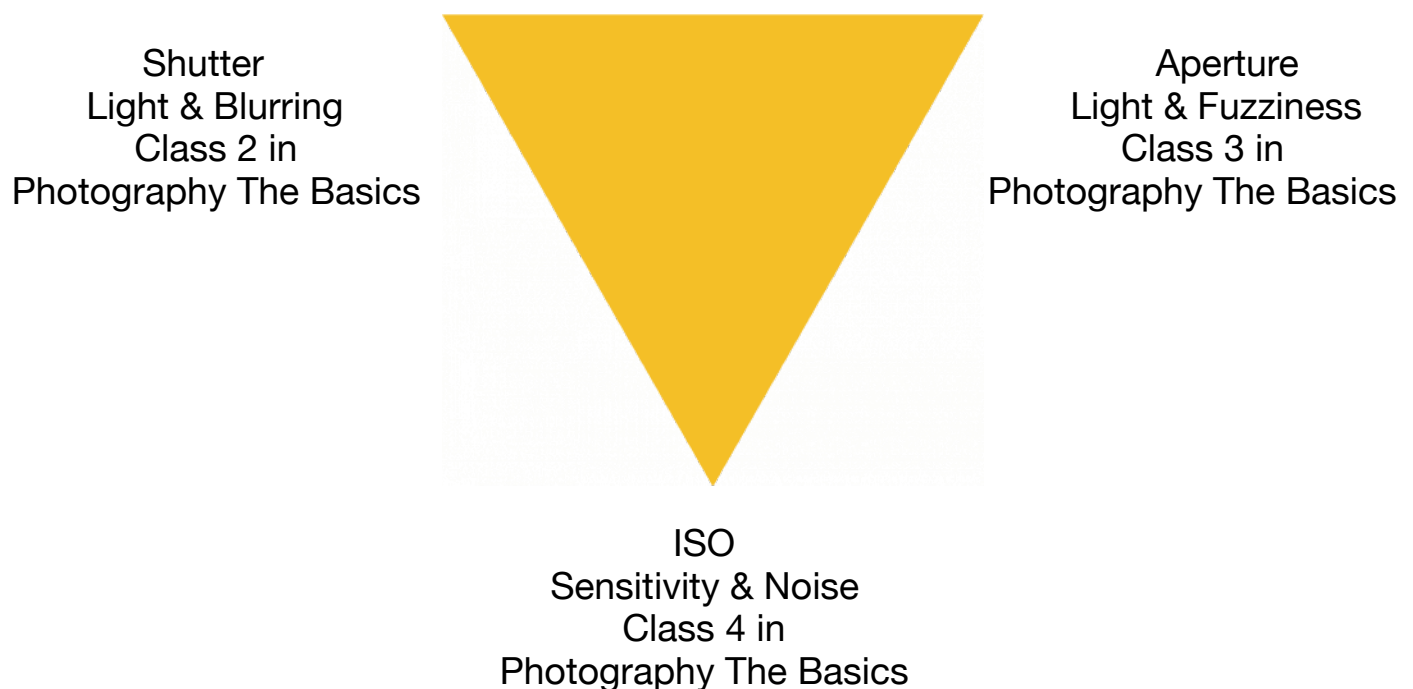 Shutter
Light & Blurring
Class 2 in
Photography The Basics
Aperture
Light & Fuzziness
Class 3 in
Photography The Basics
ISO
Sensitivity & Noise
Class 4 in
Photography The Basics